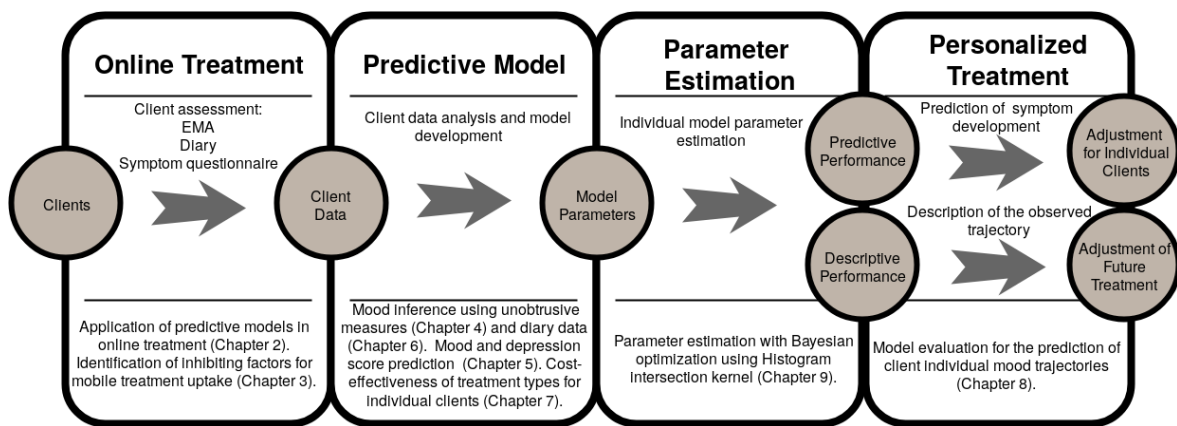 Online Treatment
Client assessment:
EMA
Diary
Symptom questionnaire
Clients
Client
Data
Application of predictive models in
online treatment (Chapter 2).
Identification of inhibiting factors for
mobile treatment uptake (Chapter 3).
Predictive Model
Client data analysis and model
development
Model
Parameters
Mood inference using unobtrusive
measures (Chapter 4) and diary data
(Chapter 6). Mood and depression
score prediction (Chapter 5). Cost-
effectiveness of treatment types for
individual clients (Chapter 7).
Parameter
Estimation
Individual model parameter
estimation
Predictive
Performance
Descriptive
Performance
Parameter estimation with Bayesian
optimization using Histogram
intersection kernel (Chapter 9).
Personalized
Treatment
Prediction of symptom
development
Adjustment
for Individual
Clients
Description of the observed
trajectory
Adjustment of
Future
Treatment
Model evaluation for the prediction of
client individual mood trajectories
(Chapter 8).